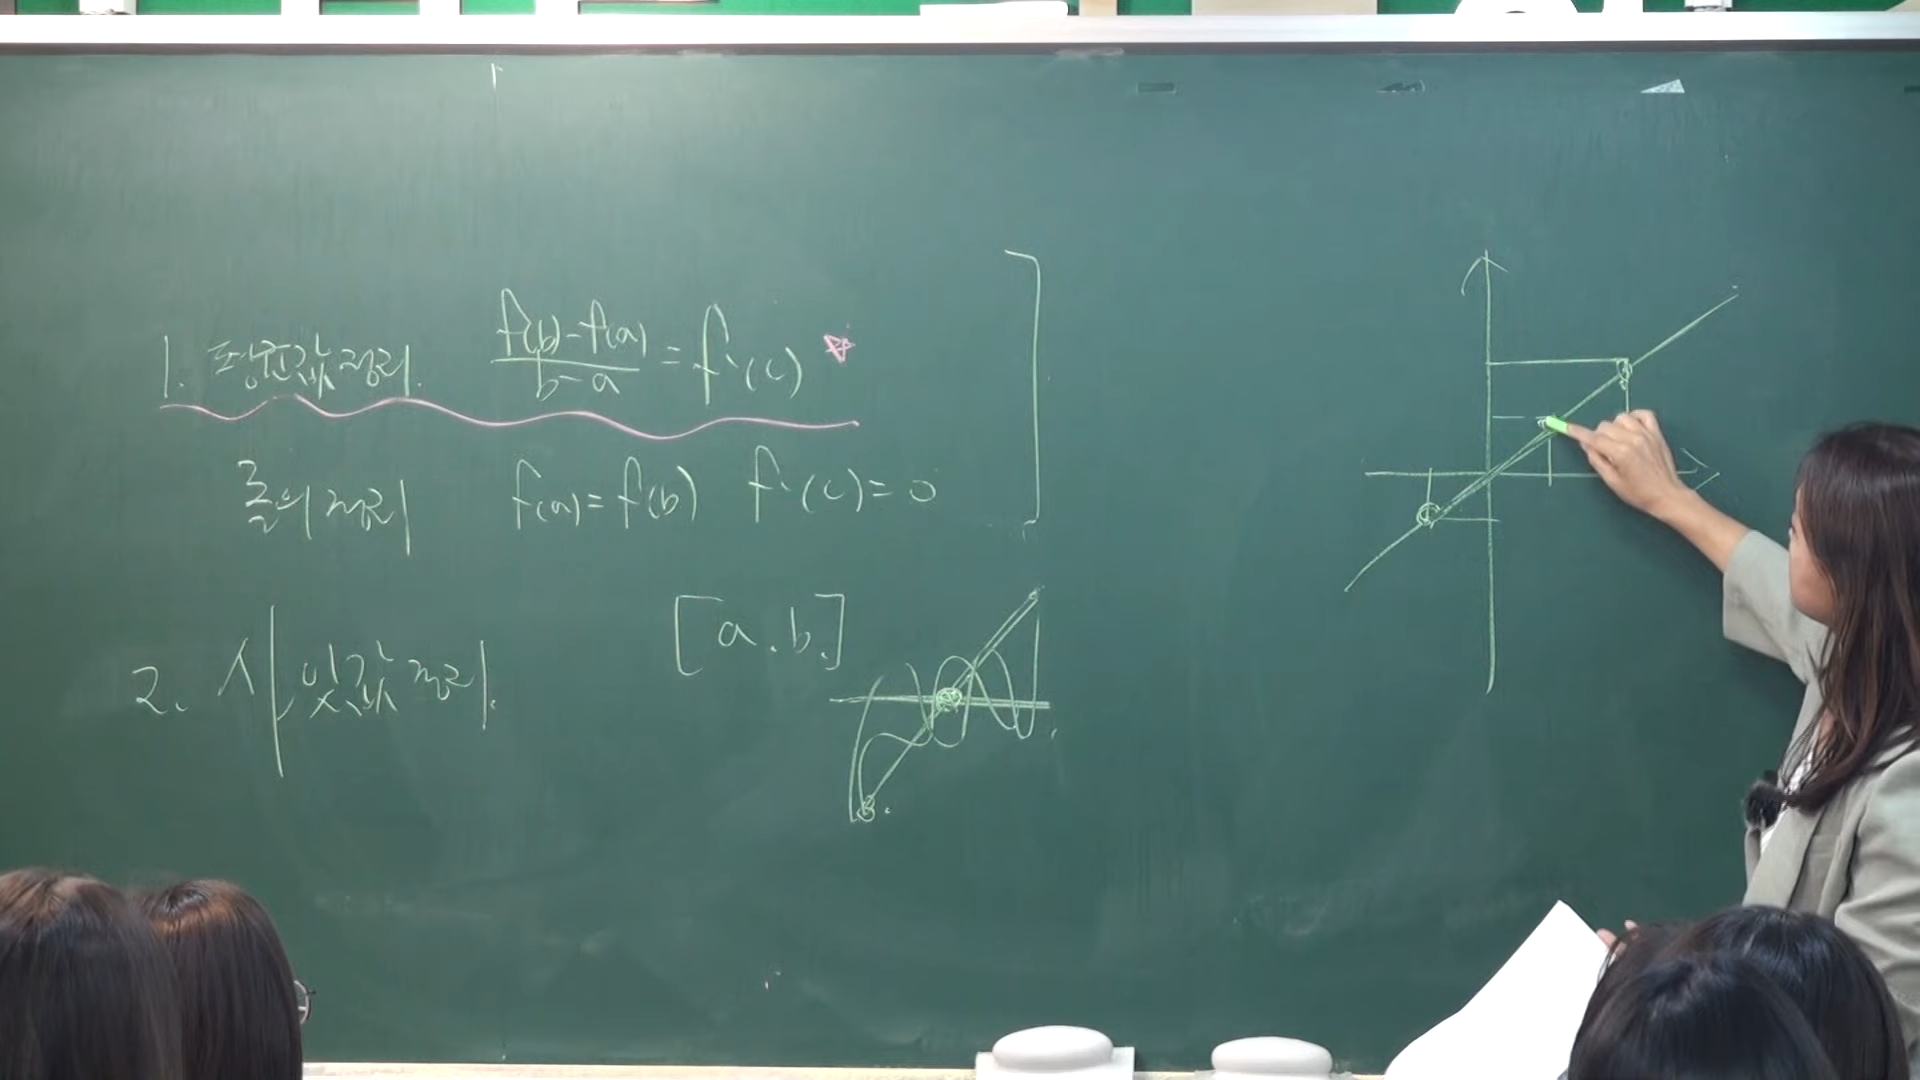 1. 평균값정리. f(b)-f(a)/b-a = f'(c) ☆
롤의정리 f(a)=f(b) f'(c)=0
2. 사잇값정리. [a.b.]